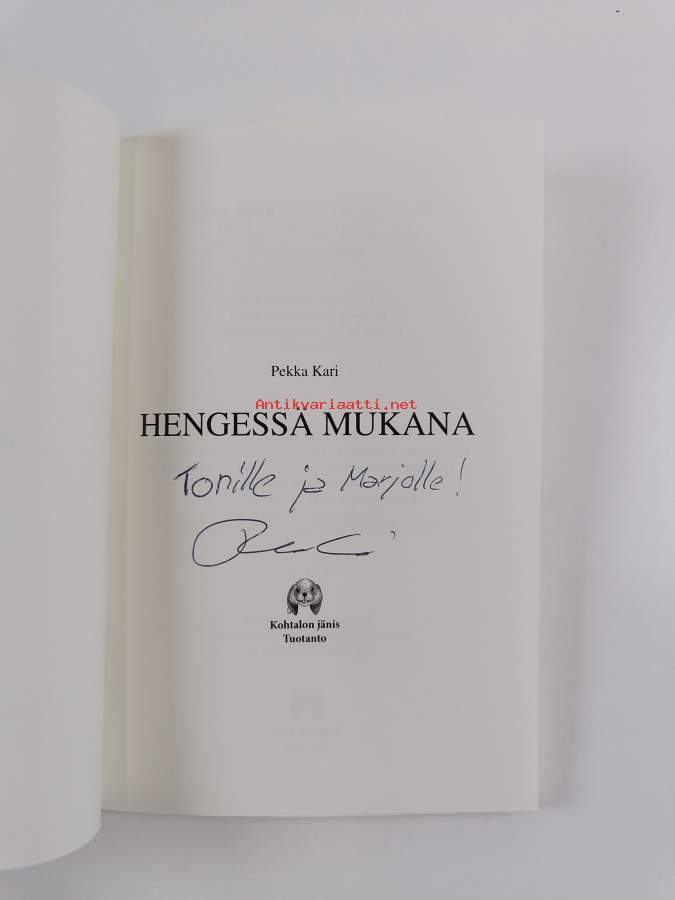 Pekka Kari
Antikvariaatti.net
HENGESSÄ MUKANA
Tonille ja Marjolle!
Kohtalon jänis
Tuotanto